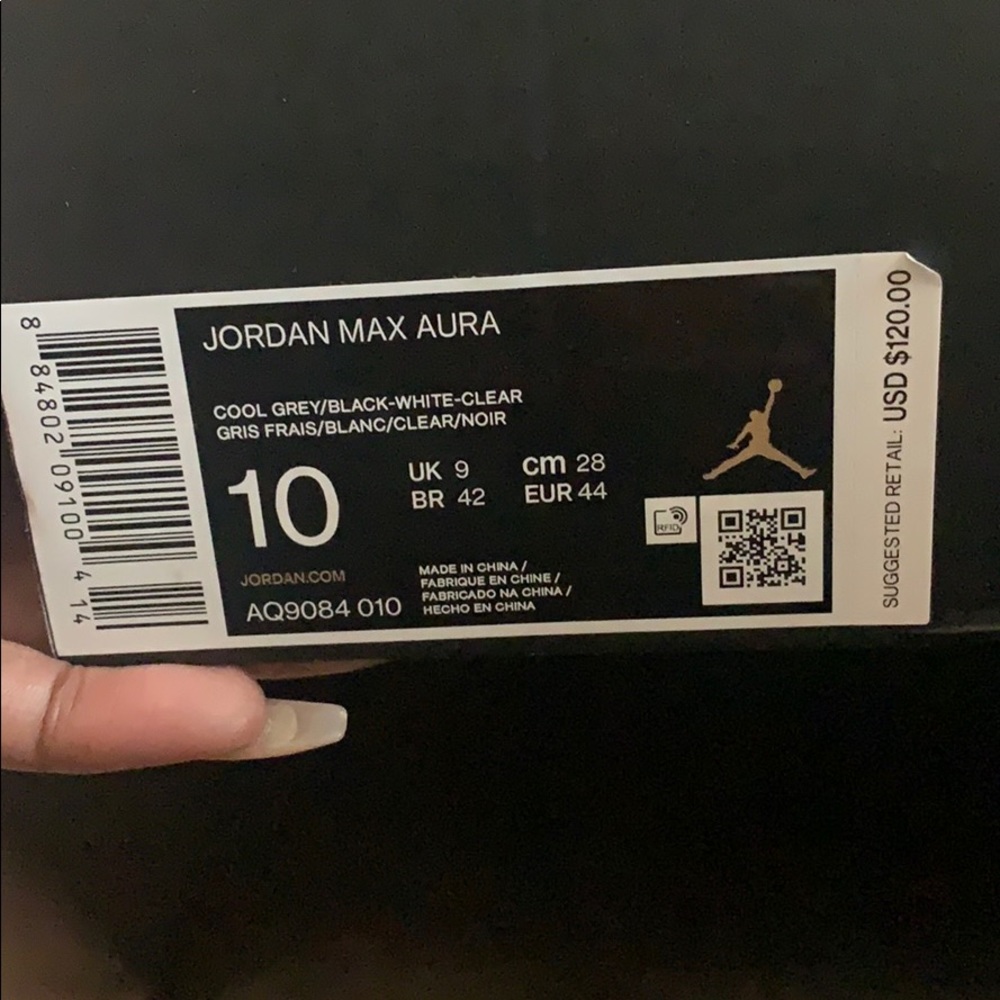 8 84802 09100 4 14
JORDAN MAX AURA
COOL GREY/BLACK-WHITE-CLEAR
GRIS FRAIS/BLANC/CLEAR/NOIR
10
UK 9 cm 28
BR 42 EUR 44
JORDAN.COM
AQ9084 010
MADE IN CHINA /
FABRIQUE EN CHINE /
FABRICADO NA CHINA /
HECHO EN CHINA
RFID
SUGGESTED RETAIL: USD $120.00